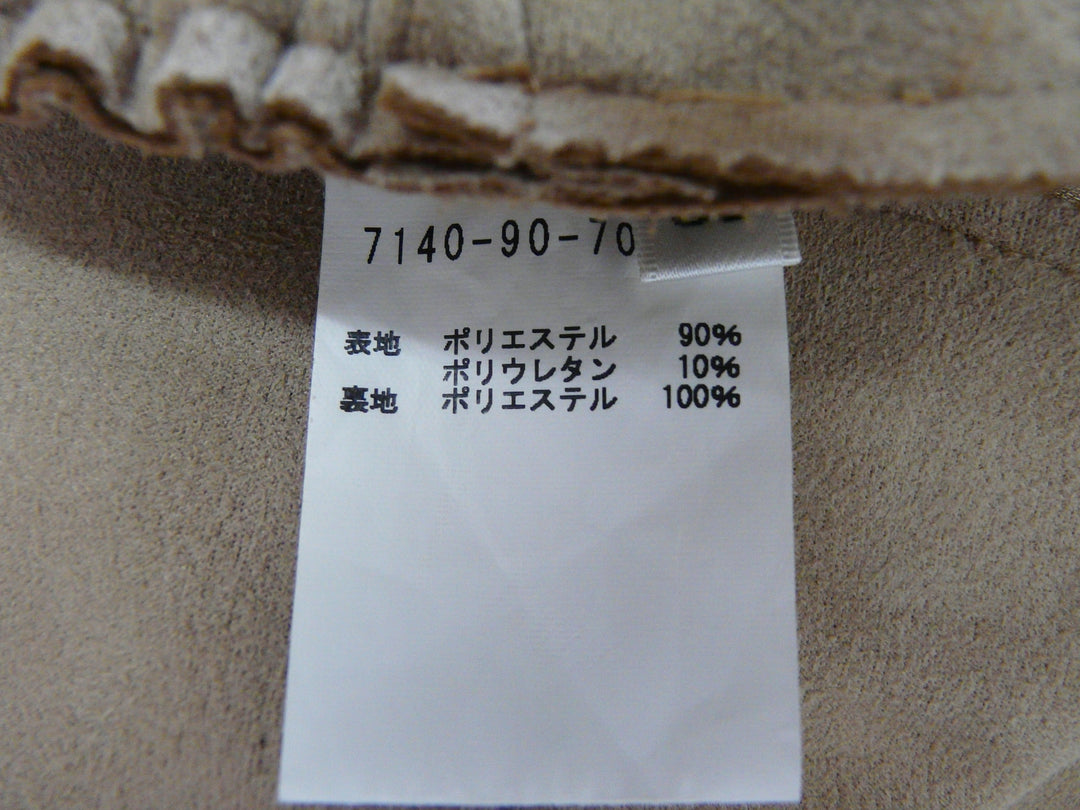 7140-90-70
表地 ポリエステル 90%
ポリウレタン 10%
裏地 ポリエステル 100%